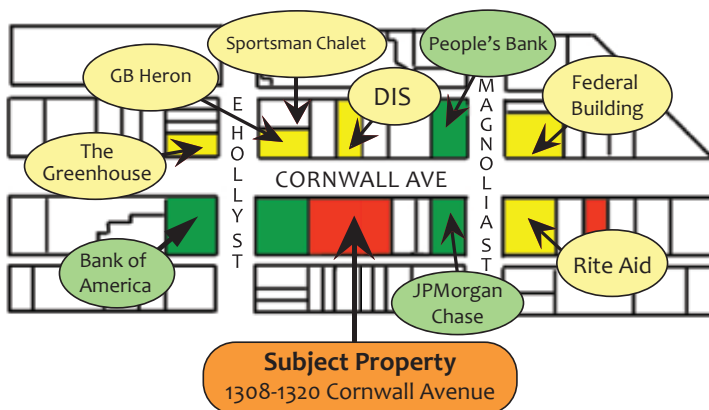 Sportsman Chalet
People's Bank
GB Heron
DIS
Federal
Building
The
Greenhouse
E HOLLY ST
MAGNOLIA ST
CORNWALL AVE
Bank of
America
JPMorgan
Chase
Rite Aid
Subject Property
1308-1320 Cornwall Avenue